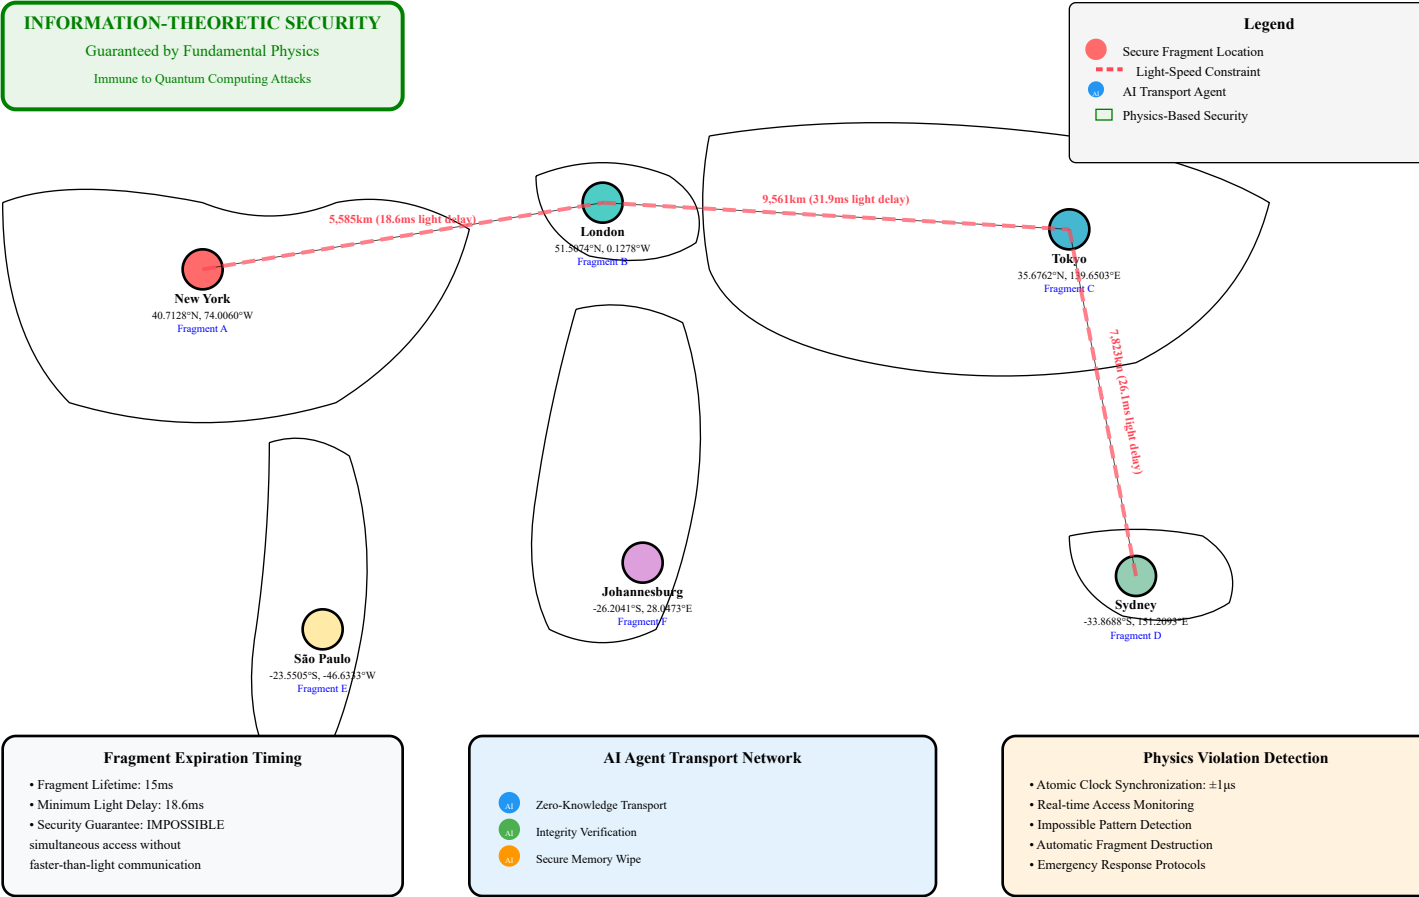 INFORMATION-THEORETIC SECURITY
Guaranteed by Fundamental Physics
Immune to Quantum Computing Attacks
Legend
Secure Fragment Location
Light-Speed Constraint
AI
AI Transport Agent
Physics-Based Security
5,585km (18.6ms light delay)
9,561km (31.9ms light delay)
7,823km (26.1ms light delay)
London
51.5074°N, 0.1278°W
Fragment B
Tokyo
35.6762°N, 139.6503°E
Fragment C
New York
40.7128°N, 74.0060°W
Fragment A
Johannesburg
-26.2041°S, 28.0473°E
Fragment F
Sydney
-33.8688°S, 151.2093°E
Fragment D
São Paulo
-23.5505°S, -46.6333°W
Fragment E
Fragment Expiration Timing
• Fragment Lifetime: 15ms
• Minimum Light Delay: 18.6ms
• Security Guarantee: IMPOSSIBLE
simultaneous access without
faster-than-light communication
AI Agent Transport Network
AI
Zero-Knowledge Transport
AI
Integrity Verification
AI
Secure Memory Wipe
Physics Violation Detection
• Atomic Clock Synchronization: ±1μs
• Real-time Access Monitoring
• Impossible Pattern Detection
• Automatic Fragment Destruction
• Emergency Response Protocols